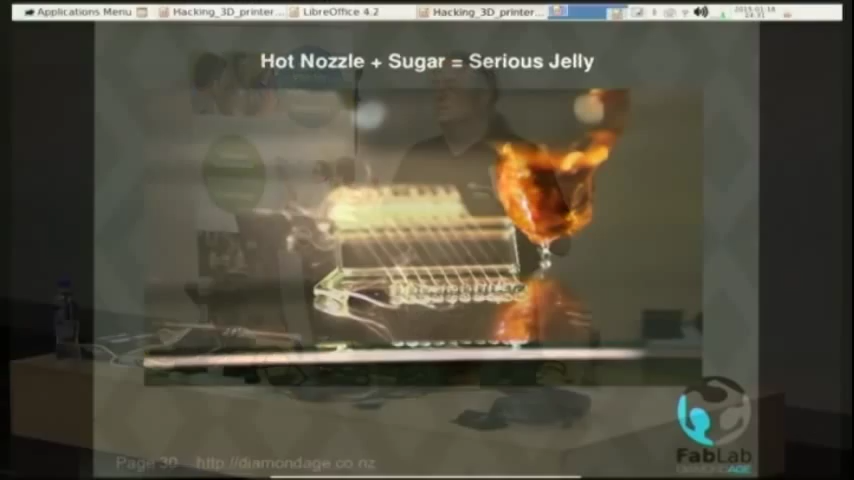 Applications Menu
Hacking_3D_printer...
LibreOffice 4.2
Hacking_3D_printer...
Hot Nozzle + Sugar = Serious Jelly
Page 30 http://diamondage.co.nz
FabLab
DIAMONDAGE